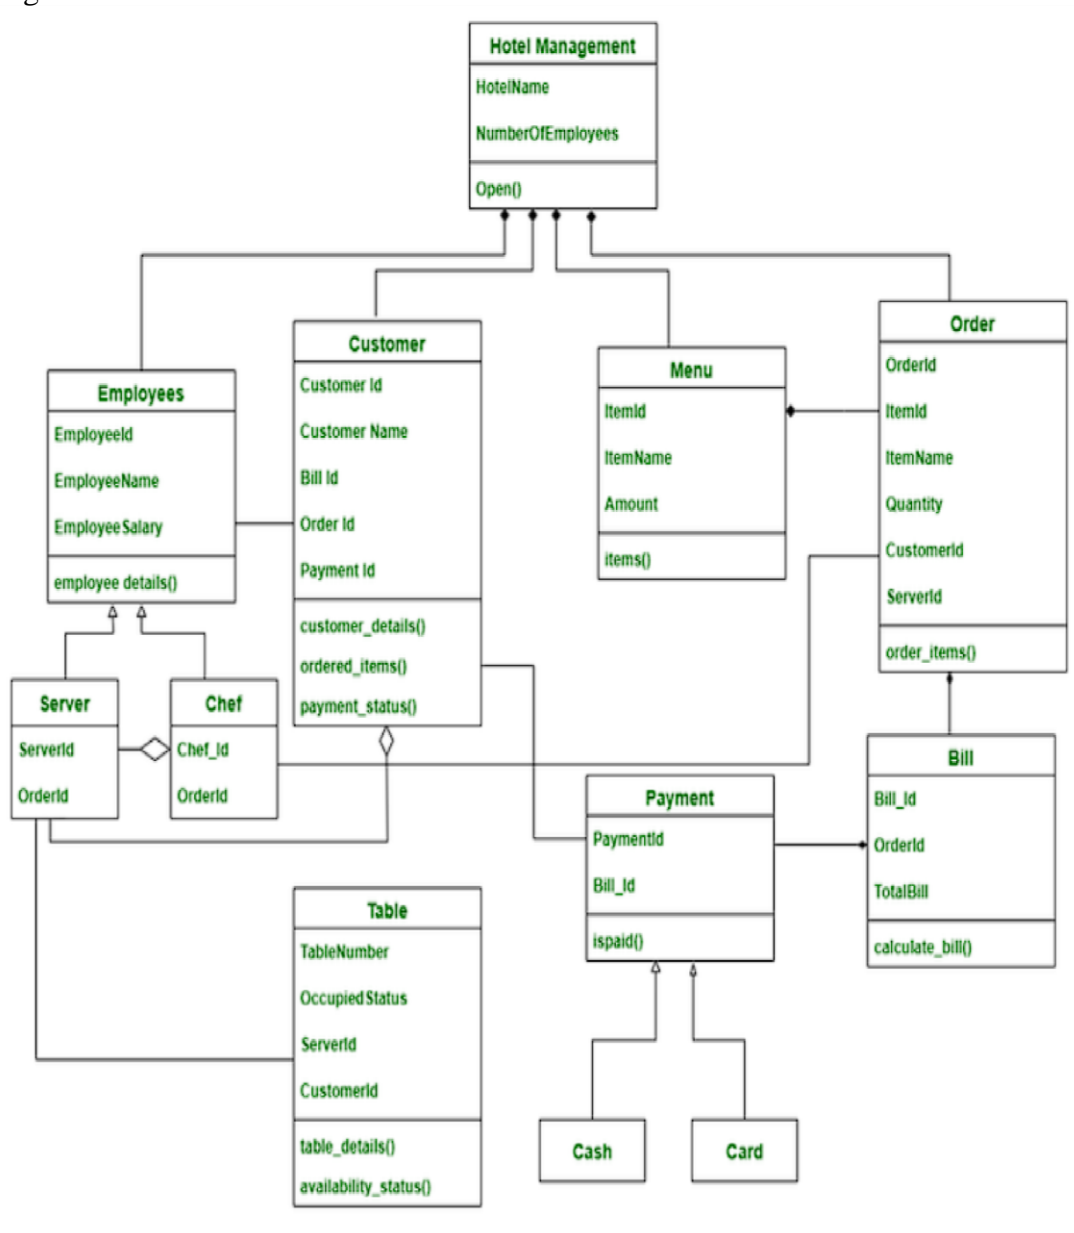 Hotel Management
HotelName
NumberOfEmployees
Open()
Employees
EmployeeId
EmployeeName
EmployeeSalary
employee details()
Customer
Customer Id
Customer Name
Bill Id
Order Id
Payment Id
customer_details()
ordered_items()
payment_status()
Menu
ItemId
ItemName
Amount
items()
Order
OrderId
ItemId
ItemName
Quantity
CustomerId
ServerId
order_items()
Server
ServerId
OrderId
Chef
Chef_Id
OrderId
Payment
PaymentId
Bill_Id
ispaid()
Bill
Bill_Id
OrderId
TotalBill
calculate_bill()
Table
TableNumber
OccupiedStatus
ServerId
CustomerId
table_details()
availability_status()
Cash
Card